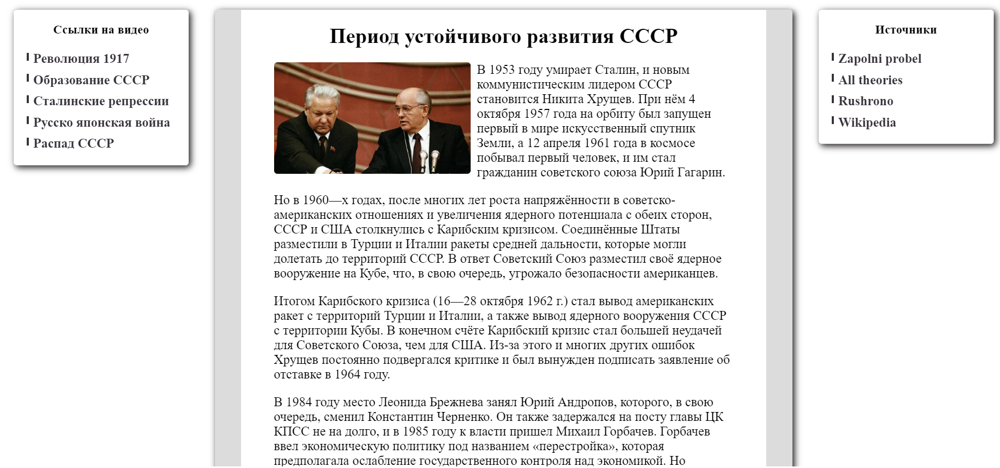 Ссылки на видео
Революция 1917
Образование СССР
Сталинские репрессии
Русско японская война
Распад СССР
Период устойчивого развития СССР
В 1953 году умирает Сталин, и новым
коммунистическим лидером СССР
становится Никита Хрущев. При нём 4
октября 1957 года на орбиту был запущен
первый в мире искусственный спутник
Земли, а 12 апреля 1961 года в космосе
побывал первый человек, и им стал
гражданин советского союза Юрий Гагарин.
Но в 1960—х годах, после многих лет роста напряжённости в советско-
американских отношениях и увеличения ядерного потенциала с обеих сторон,
СССР и США столкнулись с Карибским кризисом. Соединённые Штаты
разместили в Турции и Италии ракеты средней дальности, которые могли
долетать до территорий СССР. В ответ Советский Союз разместил своё ядерное
вооружение на Кубе, что, в свою очередь, угрожало безопасности американцев.
Итогом Карибского кризиса (16—28 октября 1962 г.) стал вывод американских
ракет с территорий Турции и Италии, а также вывод ядерного вооружения СССР
с территории Кубы. В конечном счёте Карибский кризис стал большей неудачей
для Советского Союза, чем для США. Из-за этого и многих других ошибок
Хрущев постоянно подвергался критике и был вынужден подписать заявление об
отставке в 1964 году.
В 1984 году место Леонида Брежнева занял Юрий Андропов, которого, в свою
очередь, сменил Константин Черненко. Он также задержался на посту главы ЦК
КПСС не на долго, и в 1985 году к власти пришел Михаил Горбачев. Горбачев
ввел экономическую политику под названием «перестройка», которая
предполагала ослабление государственного контроля над экономикой. Но
Источники
Zapolni probel
All theories
Rushrono
Wikipedia